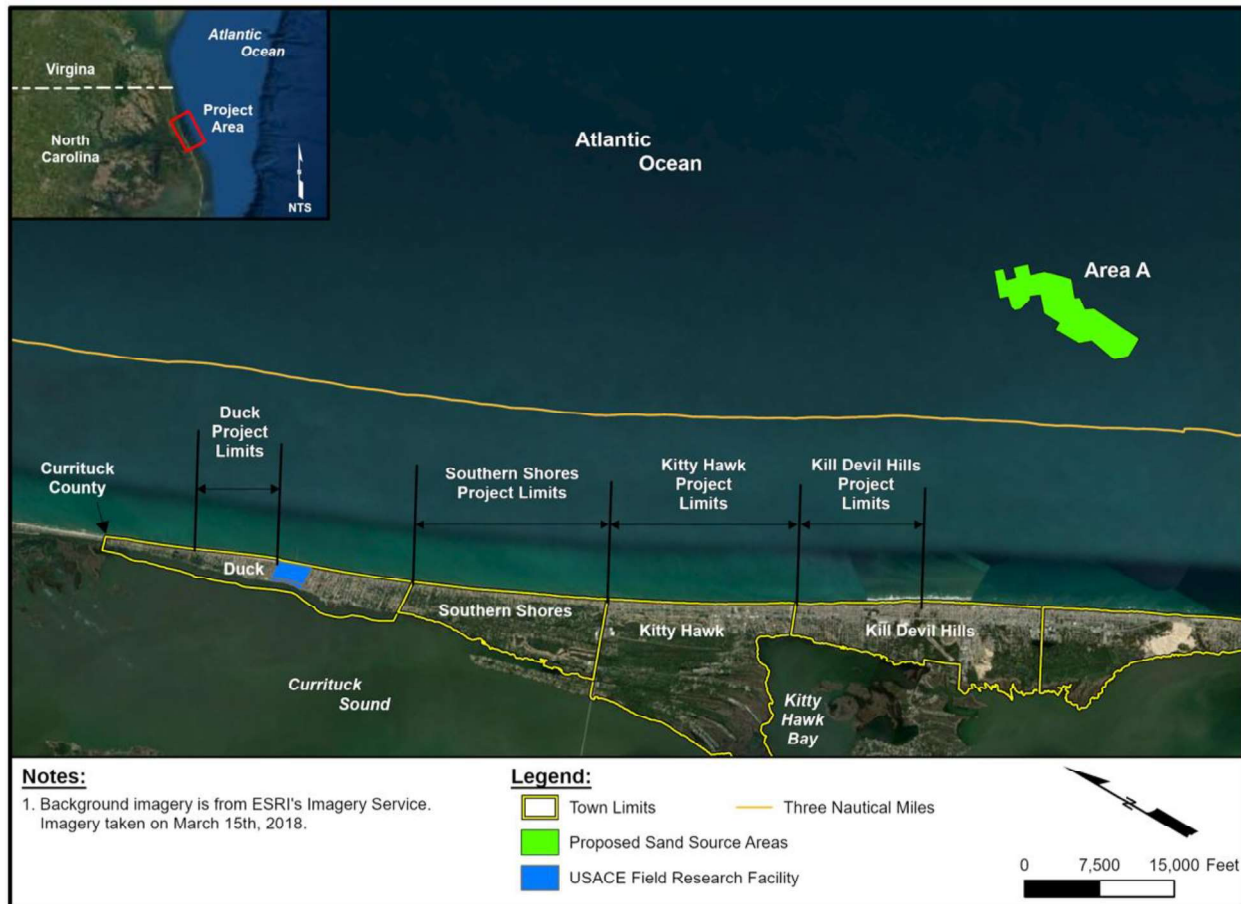 Atlantic
Ocean
Virginia
Project
Area
North
Carolina
NTS
Atlantic
Ocean
Area A
Duck
Project
Limits
Currituck
County
Southern Shores
Project Limits
Kitty Hawk
Project
Limits
Kill Devil Hills
Project
Limits
Duck
Southern Shores
Kitty Hawk
Kill Devil Hills
Currituck
Sound
Kitty
Hawk
Bay
Notes:
1. Background imagery is from ESRI's Imagery Service.
Imagery taken on March 15th, 2018.
Legend:
Town Limits
Three Nautical Miles
Proposed Sand Source Areas
USACE Field Research Facility
N
0 7,500 15,000 Feet